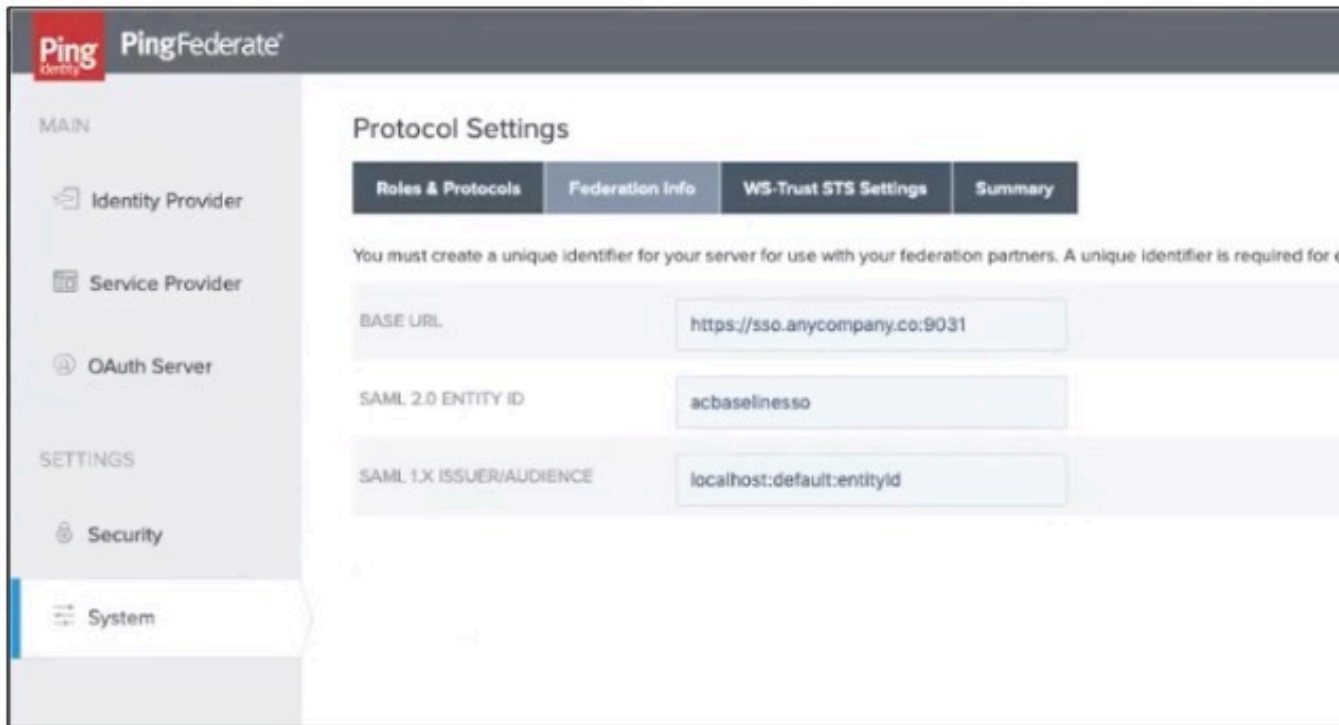 Ping
Identity
PingFederate®
MAIN
Identity Provider
Service Provider
OAuth Server
SETTINGS
Security
System
Protocol Settings
Roles & Protocols
Federation Info
WS-Trust STS Settings
Summary
You must create a unique identifier for your server for use with your federation partners. A unique identifier is required for
BASE URL
https://sso.anycompany.co:9031
SAML 2.0 ENTITY ID
acbaselinesso
SAML 1.X ISSUER/AUDIENCE
localhost:default:entityId